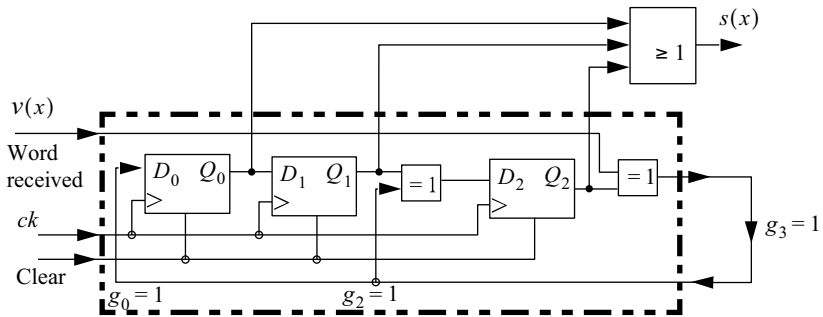 s(x)
≥ 1
v(x)
Word
received
D₀ Q₀
D₁ Q₁
= 1
D₂ Q₂
= 1
ck
Clear
g₃ = 1
g₀ = 1
g₂ = 1